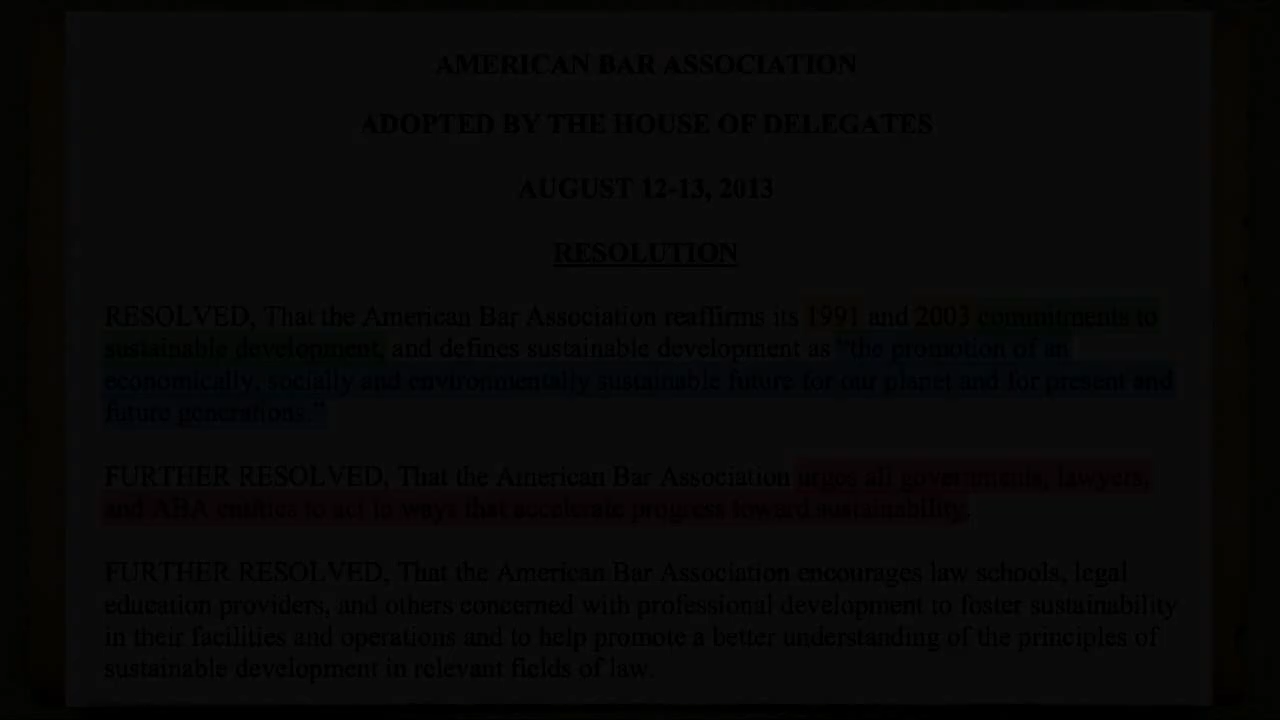 AMERICAN BAR ASSOCIATION
ADOPTED BY THE HOUSE OF DELEGATES
AUGUST 12-13, 2013
RESOLUTION
RESOLVED, That the American Bar Association reaffirms its 1991 and 2003 commitments to
sustainable development, and defines sustainable development as “the promotion of an
economically, socially and environmentally sustainable future for our planet and for present and
future generations.”
FURTHER RESOLVED, That the American Bar Association urges all governments, lawyers,
and ABA entities to act in ways that accelerate progress toward sustainability.
FURTHER RESOLVED, That the American Bar Association encourages law schools, legal
education providers, and others concerned with professional development to foster sustainability
in their facilities and operations and to help promote a better understanding of the principles of
sustainable development in relevant fields of law.